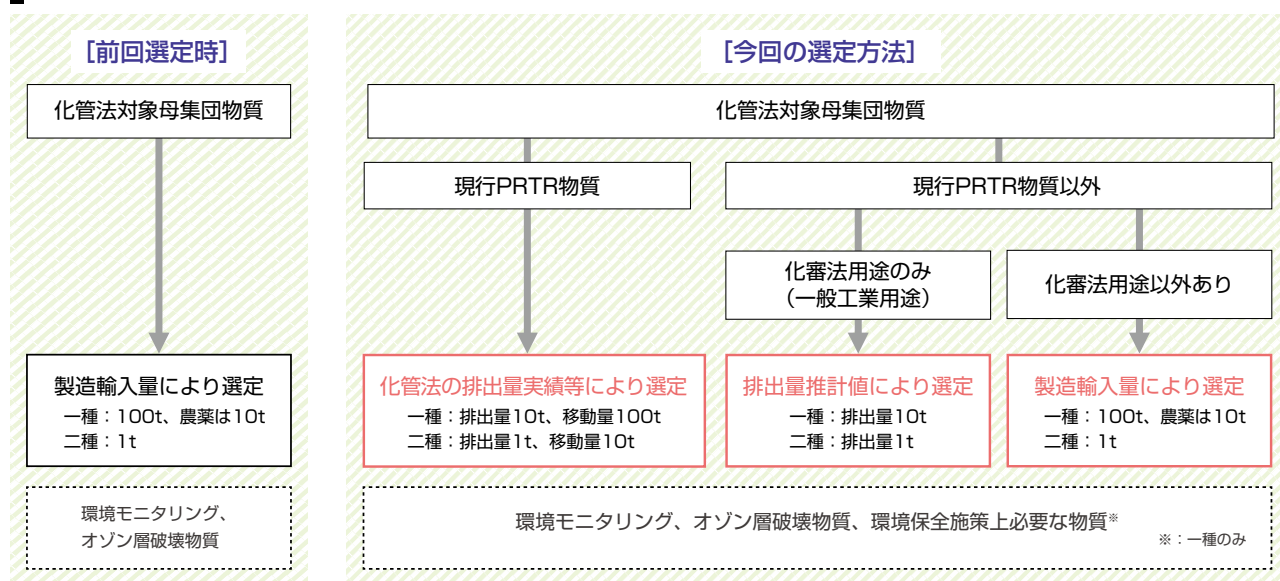 [前回選定時]
化管法対象母集団物質
製造輸入量により選定
一種：100t、農薬は10t
二種：1t
環境モニタリング、
オゾン層破壊物質
[今回の選定方法]
化管法対象母集団物質
現行PRTR物質
現行PRTR物質以外
化審法用途のみ
（一般工業用途）
化審法用途以外あり
化管法の排出量実績等により選定
一種：排出量10t、移動量100t
二種：排出量1t、移動量10t
排出量推計値により選定
一種：排出量10t
二種：排出量1t
製造輸入量により選定
一種：100t、農薬は10t
二種：1t
環境モニタリング、オゾン層破壊物質、環境保全施策上必要な物質※
※：一種のみ